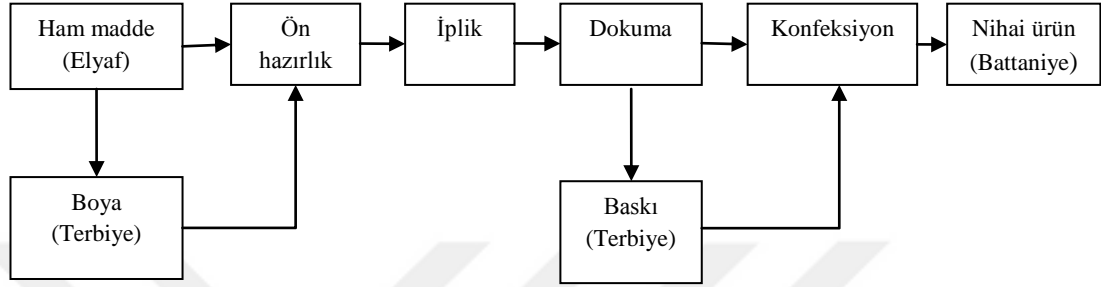 Ham madde
(Elyaf)
Ön
hazırlık
İplik
Dokuma
Konfeksiyon
Nihai ürün
(Battaniye)
Boya
(Terbiye)
Baskı
(Terbiye)